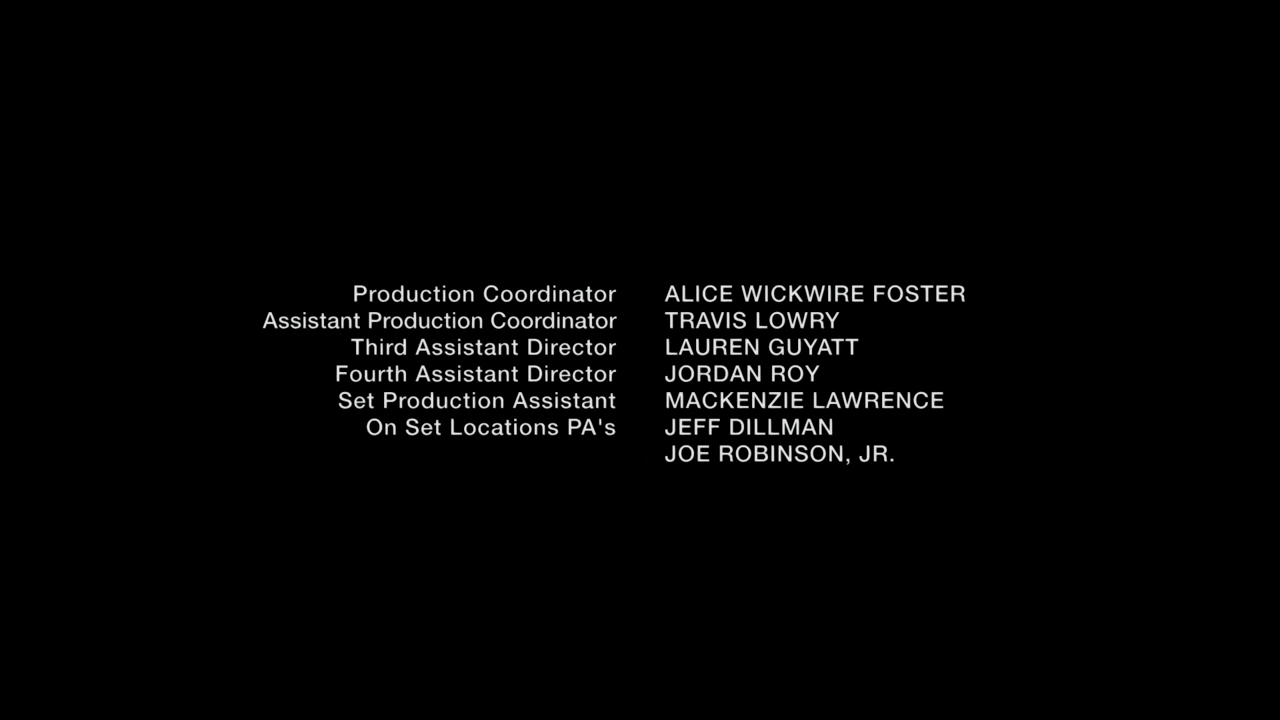 Production Coordinator ALICE WICKWIRE FOSTER
Assistant Production Coordinator TRAVIS LOWRY
Third Assistant Director LAUREN GUYATT
Fourth Assistant Director JORDAN ROY
Set Production Assistant MACKENZIE LAWRENCE
On Set Locations PA's JEFF DILLMAN
JOE ROBINSON, JR.